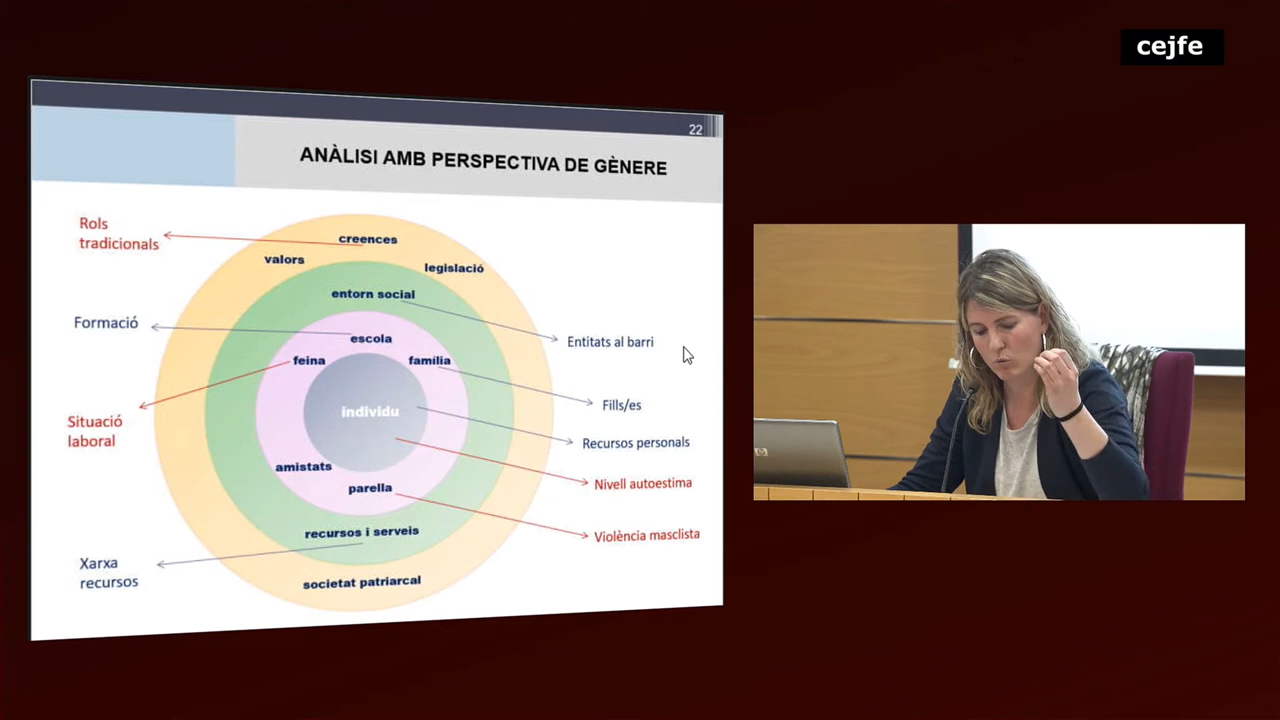 cejfe
22
ANÀLISI AMB PERSPECTIVA DE GÈNERE
Rols
tradicionals
creences
valors
legislació
entorn social
Formació
escola
Entitats al barri
feina
família
Fills/es
Situació
laboral
individu
Recursos personals
amistats
Nivell autoestima
parella
recursos i serveis
Violència masclista
Xarxa
recursos
societat patriarcal